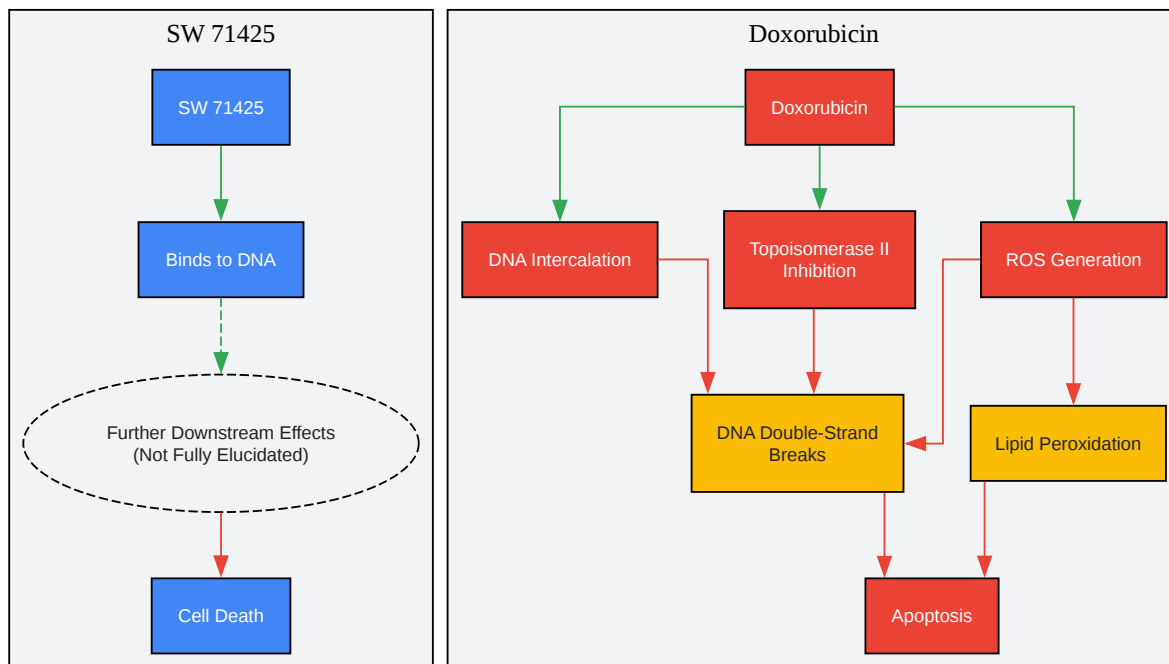 SW 71425
SW 71425
Binds to DNA
Further Downstream Effects
(Not Fully Elucidated)
Cell Death
Doxorubicin
Doxorubicin
DNA Intercalation
Topoisomerase II
Inhibition
ROS Generation
DNA Double-Strand
Breaks
Lipid Peroxidation
Apoptosis